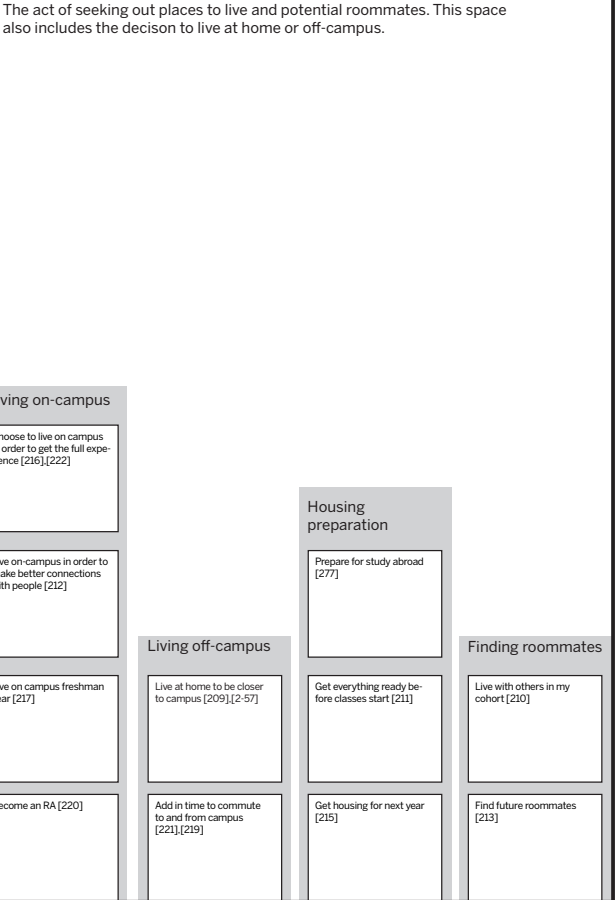 The act of seeking out places to live and potential roommates. This space
also includes the decison to live at home or off-campus.
ving on-campus
hoose to live on campus
order to get the full expe-
ence [216],[222]
ve on-campus in order to
ake better connections
ith people [212]
ve on campus freshman
ear [217]
ecome an RA [220]
Living off-campus
Live at home to be closer
to campus [209],[2-57]
Add in time to commute
to and from campus
[221],[219]
Housing
preparation
Prepare for study abroad
[277]
Get everything ready be-
fore classes start [211]
Get housing for next year
[215]
Finding roommates
Live with others in my
cohort [210]
Find future roommates
[213]